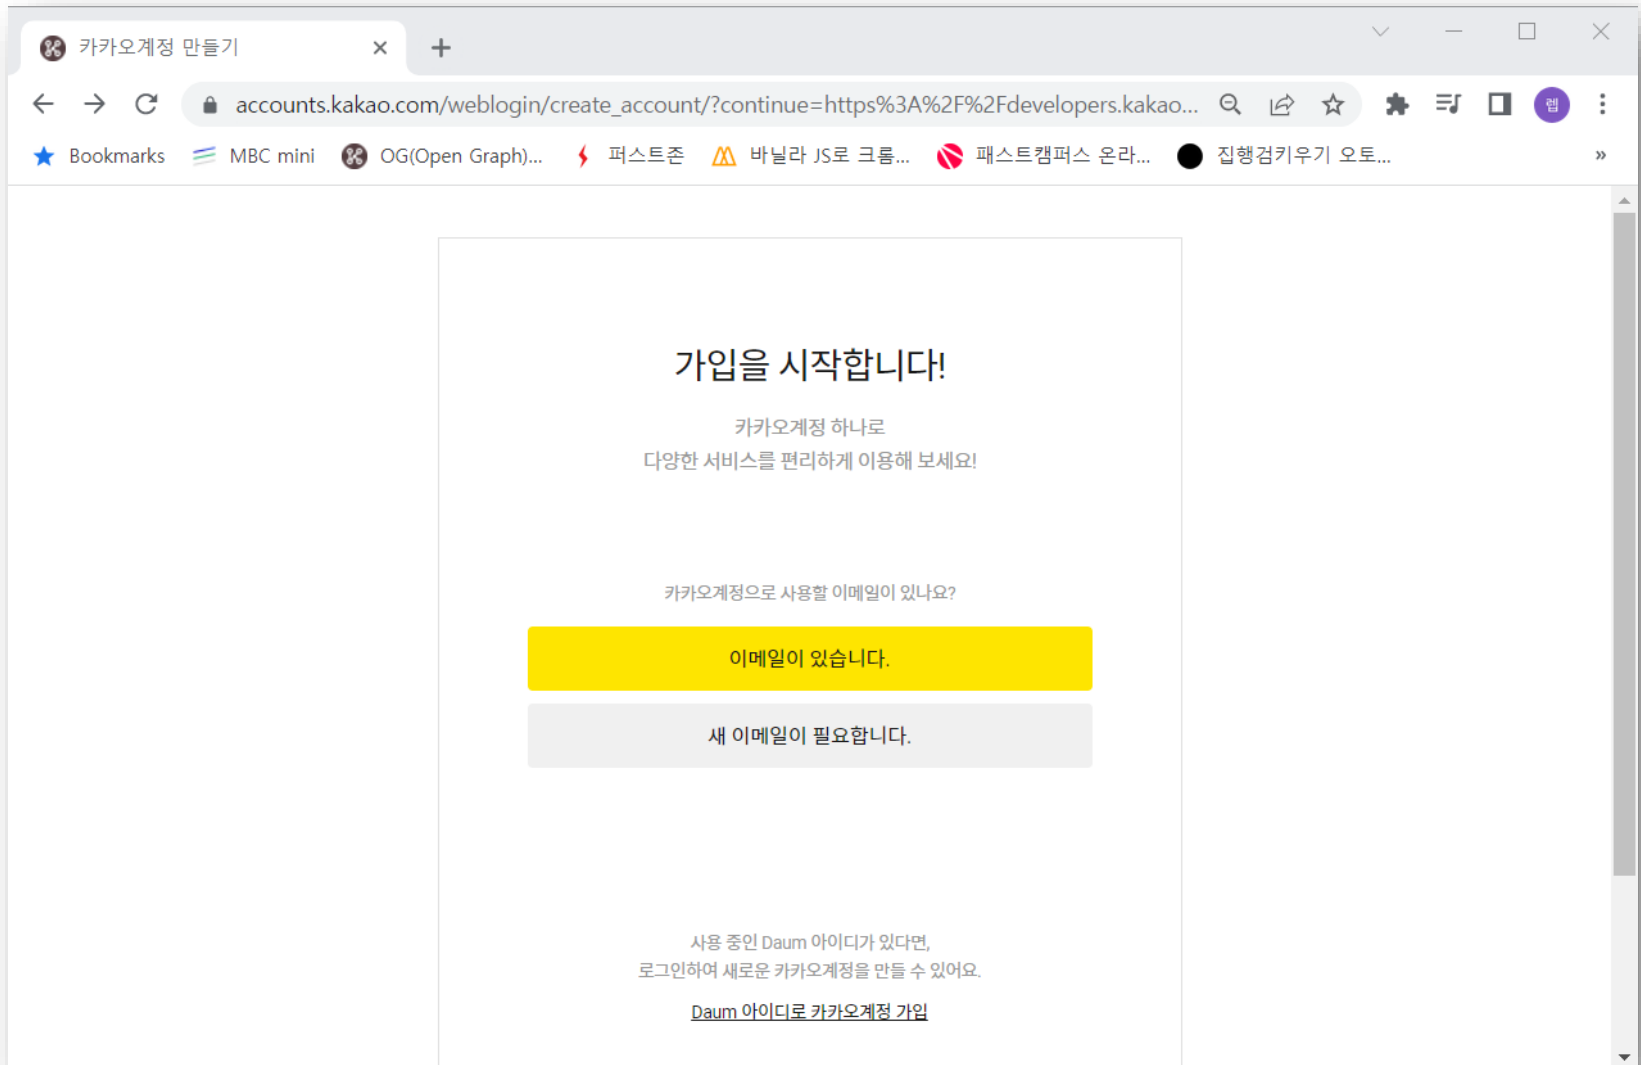 카카오계정 만들기
accounts.kakao.com/weblogin/create_account/?continue=https%3A%2F%2Fdevelopers.kakao...
렙
Bookmarks MBC mini OG(Open Graph)... 퍼스트존 바닐라 JS로 크롬... 패스트캠퍼스 온라... 집행검키우기 오토...
가입을 시작합니다!
카카오계정 하나로
다양한 서비스를 편리하게 이용해 보세요!
카카오계정으로 사용할 이메일이 있나요?
이메일이 있습니다.
새 이메일이 필요합니다.
사용 중인 Daum 아이디가 있다면,
로그인하여 새로운 카카오계정을 만들 수 있어요.
Daum 아이디로 카카오계정 가입